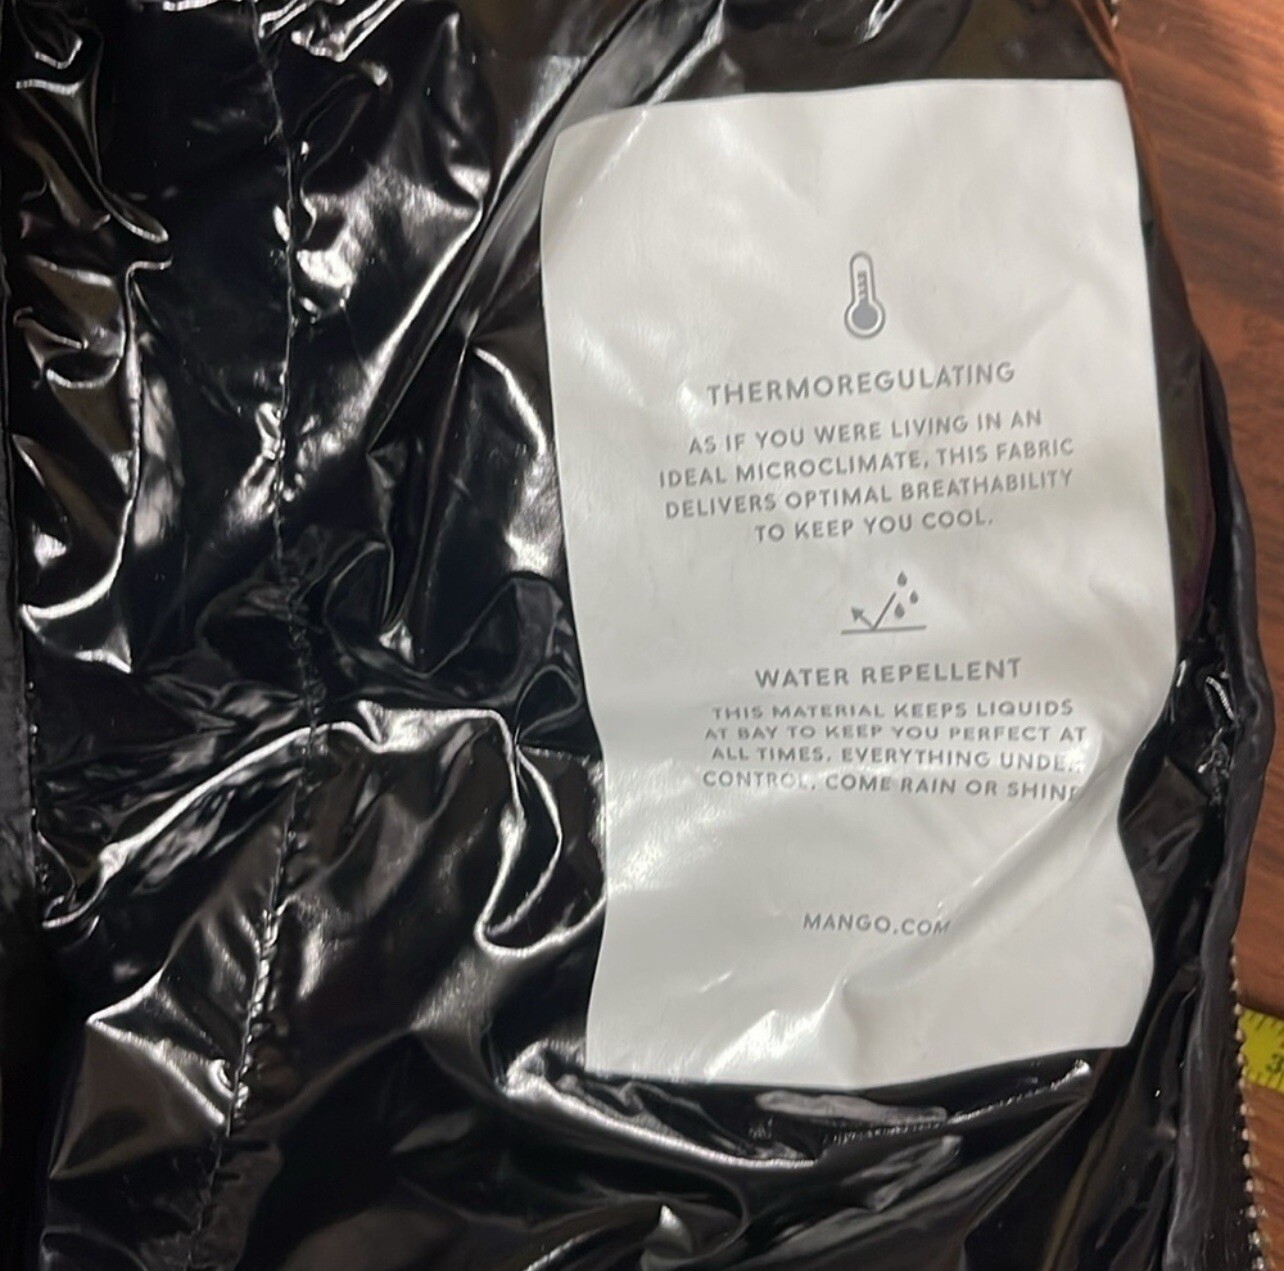 THERMOREGULATING
AS IF YOU WERE LIVING IN AN
IDEAL MICROCLIMATE, THIS FABRIC
DELIVERS OPTIMAL BREATHABILITY
TO KEEP YOU COOL.
WATER REPELLENT
THIS MATERIAL KEEPS LIQUIDS
AT BAY TO KEEP YOU PERFECT AT
ALL TIMES. EVERYTHING UNDER
CONTROL, COME RAIN OR SHINE
MANGO.COM